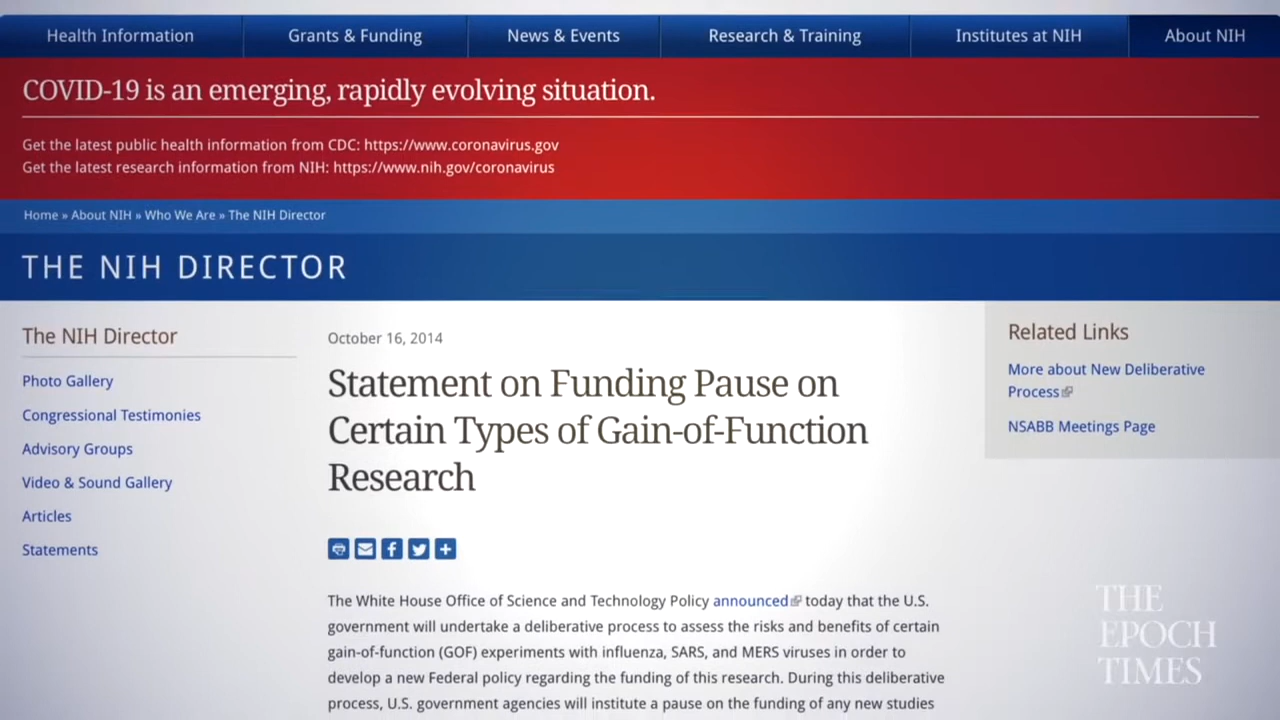 Health Information Grants & Funding News & Events Research & Training Institutes at NIH About NIH
COVID-19 is an emerging, rapidly evolving situation.
Get the latest public health information from CDC: https://www.coronavirus.gov
Get the latest research information from NIH: https://www.nih.gov/coronavirus
Home » About NIH » Who We Are » The NIH Director
THE NIH DIRECTOR
The NIH Director
Photo Gallery
Congressional Testimonies
Advisory Groups
Video & Sound Gallery
Articles
Statements
October 16, 2014
Statement on Funding Pause on
Certain Types of Gain-of-Function
Research
The White House Office of Science and Technology Policy announced today that the U.S.
government will undertake a deliberative process to assess the risks and benefits of certain
gain-of-function (GOF) experiments with influenza, SARS, and MERS viruses in order to
develop a new Federal policy regarding the funding of this research. During this deliberative
process, U.S. government agencies will institute a pause on the funding of any new studies
Related Links
More about New Deliberative
Process
NSABB Meetings Page
THE
EPOCH
TIMES